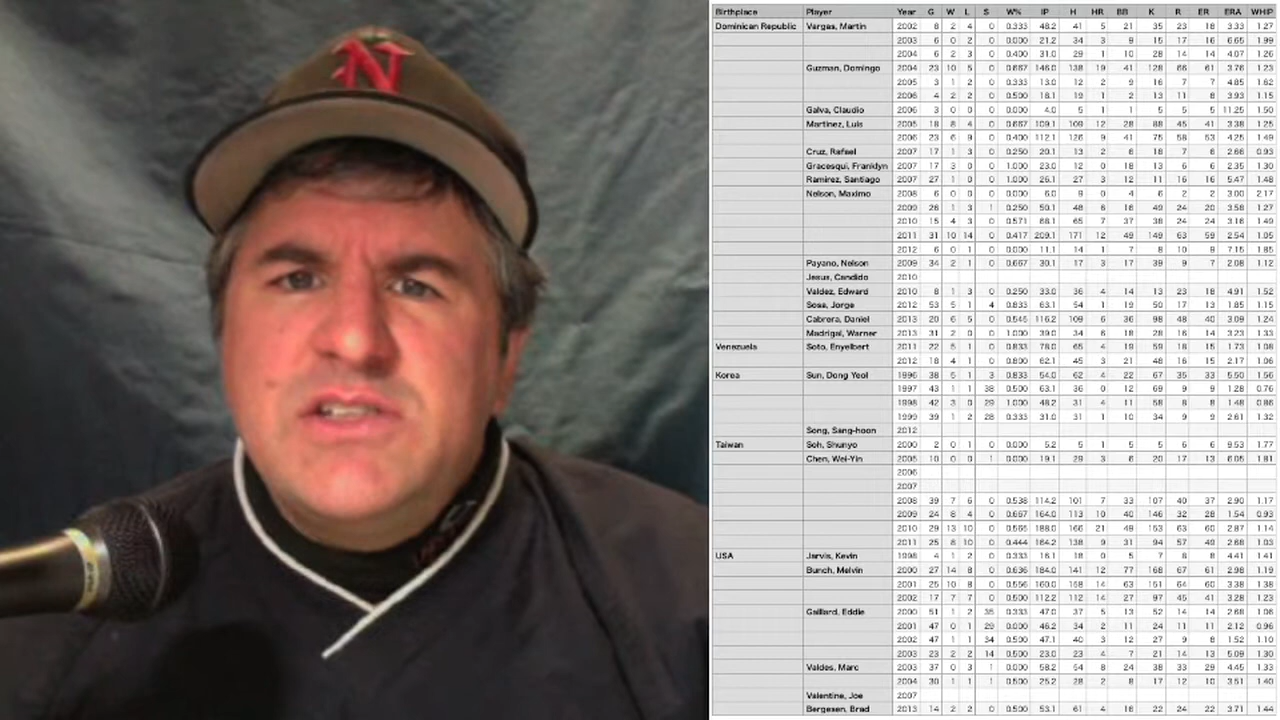 N
Birthplace Player Year G W L S W% IP H HR BB K R ER ERA WHIP
Dominican Republic Vargas, Martin 2002 8 2 4 0 0.333 48.2 41 5 21 35 23 18 3.33 1.27
2003 6 0 2 0 0.000 21.2 34 3 9 15 17 16 6.65 1.99
2004 6 2 3 0 0.400 31.0 29 1 10 28 14 14 4.07 1.26
Guzman, Domingo 2004 23 10 5 0 0.667 146.0 138 19 41 128 66 61 3.76 1.23
2005 3 1 2 0 0.333 13.0 12 2 9 16 7 7 4.85 1.62
2006 4 2 2 0 0.500 18.1 19 1 2 13 11 8 3.93 1.15
Galva, Claudio 2006 3 0 0 0 0.000 4.0 5 1 1 5 5 5 11.25 1.50
Martinez, Luis 2005 18 8 4 0 0.667 109.1 109 12 28 88 45 41 3.38 1.25
2006 23 6 9 0 0.400 112.1 126 9 41 75 58 53 4.25 1.49
Cruz, Rafael 2007 17 1 3 0 0.250 20.1 13 2 6 18 7 6 2.66 0.93
Gracesqui, Franklyn 2007 17 3 0 0 1.000 23.0 12 0 18 13 6 6 2.35 1.30
Ramirez, Santiago 2007 27 1 0 0 1.000 26.1 27 3 12 11 16 16 5.47 1.48
Nelson, Maximo 2008 6 0 0 0 0.000 6.0 9 0 4 6 2 2 3.00 2.17
2009 26 1 3 1 0.250 50.1 48 6 16 49 24 20 3.58 1.27
2010 15 4 3 0 0.571 68.1 65 7 37 38 24 24 3.16 1.49
2011 31 10 14 0 0.417 209.1 171 12 49 149 63 59 2.54 1.05
2012 6 0 1 0 0.000 11.1 14 1 7 8 10 9 7.15 1.85
Payano, Nelson 2009 34 2 1 0 0.667 30.1 17 3 17 39 9 7 2.08 1.12
Jesus, Candido 2010
Valdez, Edward 2010 8 1 3 0 0.250 33.0 36 4 14 13 23 18 4.91 1.52
Sosa, Jorge 2012 53 5 1 4 0.833 63.1 54 1 19 50 17 13 1.85 1.15
Cabrera, Daniel 2013 20 6 5 0 0.545 116.2 109 6 36 98 48 40 3.09 1.24
Madrigal, Warner 2013 31 2 0 0 1.000 39.0 34 6 18 28 16 14 3.23 1.33
Venezuela Soto, Enyelbert 2011 22 5 1 0 0.833 78.0 65 4 19 59 18 15 1.73 1.08
2012 18 4 1 0 0.800 62.1 45 3 21 48 16 15 2.17 1.06
Korea Sun, Dong Yeol 1996 38 5 1 3 0.833 54.0 62 4 22 67 35 33 5.50 1.56
1997 43 1 1 38 0.500 63.1 36 0 12 69 9 9 1.28 0.76
1998 42 3 0 29 1.000 48.2 31 4 11 58 8 8 1.48 0.86
1999 39 1 2 28 0.333 31.0 31 1 10 34 9 9 2.61 1.32
Song, Sang-hoon 2012
Taiwan Soh, Shunyo 2000 2 0 1 0 0.000 5.2 5 1 5 5 6 6 9.53 1.77
Chen, Wei-Yin 2005 10 0 0 1 0.000 19.1 29 3 6 20 17 13 6.05 1.81
2006
2007
2008 39 7 6 0 0.538 114.2 101 7 33 107 40 37 2.90 1.17
2009 24 8 4 0 0.667 164.0 113 10 40 146 32 28 1.54 0.93
2010 29 13 10 0 0.565 188.0 166 21 49 153 63 60 2.87 1.14
2011 25 8 10 0 0.444 164.2 138 9 31 94 57 49 2.68 1.03
USA Jarvis, Kevin 1998 4 1 2 0 0.333 16.1 18 0 5 7 8 8 4.41 1.41
Bunch, Melvin 2000 27 14 8 0 0.636 184.0 141 12 77 168 67 61 2.98 1.19
2001 25 10 8 0 0.556 160.0 158 14 63 151 64 60 3.38 1.38
2002 17 7 7 0 0.500 112.2 112 14 27 97 45 41 3.28 1.23
Gaillard, Eddie 2000 51 1 2 35 0.333 47.0 37 5 13 52 14 14 2.68 1.06
2001 47 0 1 29 0.000 46.2 34 2 11 24 11 11 2.12 0.96
2002 47 1 1 34 0.500 47.1 40 3 12 27 9 8 1.52 1.10
2003 23 2 2 14 0.500 23.0 23 4 7 21 14 13 5.09 1.30
Valdes, Marc 2003 37 0 3 1 0.000 58.2 54 8 24 38 33 29 4.45 1.33
2004 30 1 1 1 0.500 25.2 28 2 8 17 12 10 3.51 1.40
Valentine, Joe 2007
Bergesen, Brad 2013 14 2 2 0 0.500 53.1 61 4 16 22 24 22 3.71 1.44